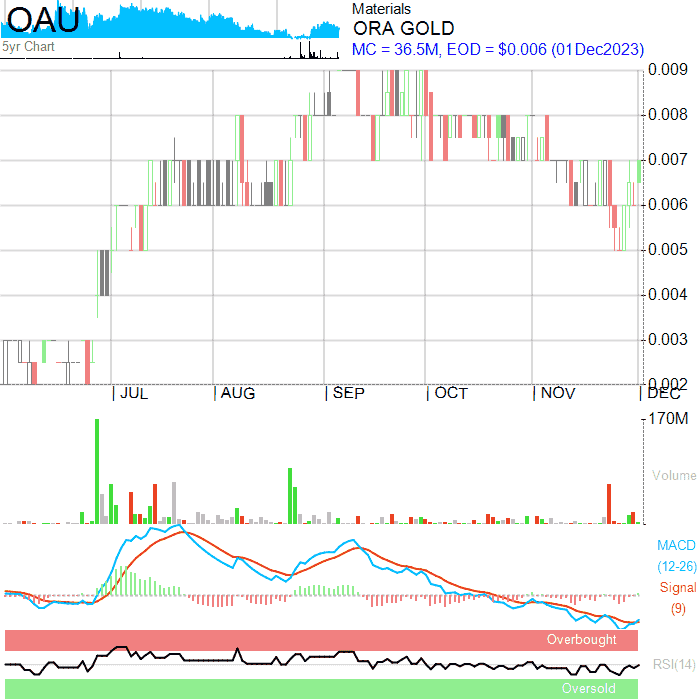 OAU
5yr Chart
Materials
ORA GOLD
MC = 36.5M, EOD = $0.006 (01Dec2023)
0.009
0.008
0.007
0.006
0.005
0.004
0.003
0.002
JUL AUG SEP OCT NOV DEC
170M
Volume
MACD
(12-26)
Signal
(9)
Overbought
RSI(14)
Oversold